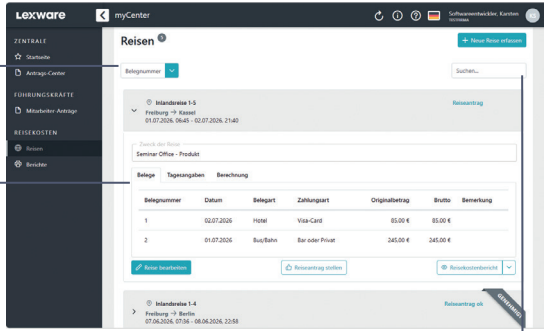 Lexware
myCenter
Softwareentwickler, Karsten
KS
ZENTRALE
Startseite
Antrags-Center
FÜHRUNGSKRÄFTE
Mitarbeiter-Anträge
REISEKOSTEN
Reisen
Berichte
Reisen
+ Neue Reise erfassen
Belegnummer
Suchen...
Inlandsreise 1-5
Reiseantrag
Freiburg → Kassel
01.07.2026, 06:45 - 02.07.2026, 21:40
Zweck der Reise
Seminar Office - Produkt
Belege Tagesangaben Berechnung
Belegnummer Datum Belegart Zahlungsart Originalbetrag Brutto Bemerkung
1 02.07.2026 Hotel Visa-Card 85.00 € 85.00 €
2 01.07.2026 Bus/Bahn Bar oder Privat 245.00 € 245.00 €
Reise bearbeiten
Reiseantrag stellen
Reisekostenbericht
Inlandsreise 1-4
Reiseantrag ok
GENEHMIGT
Freiburg → Berlin
07.06.2026, 07:36 - 08.06.2026, 22:58